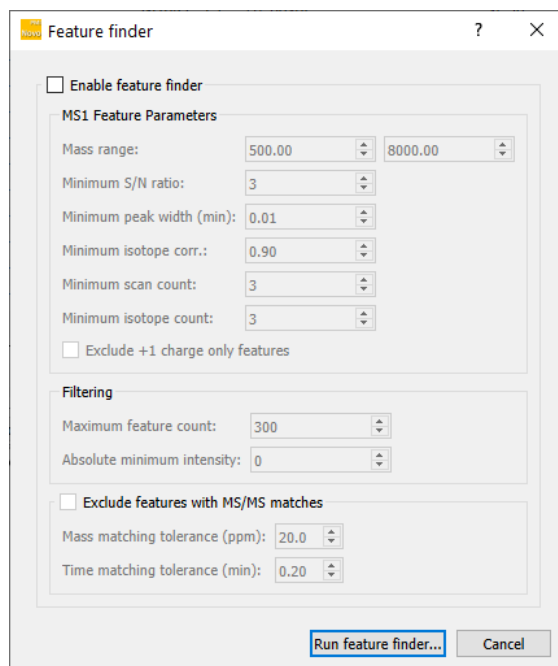 Novo Feature finder ?
Enable feature finder
MS1 Feature Parameters
Mass range: 500.00 8000.00
Minimum S/N ratio: 3
Minimum peak width (min): 0.01
Minimum isotope corr.: 0.90
Minimum scan count: 3
Minimum isotope count: 3
Exclude +1 charge only features
Filtering
Maximum feature count: 300
Absolute minimum intensity: 0
Exclude features with MS/MS matches
Mass matching tolerance (ppm): 20.0
Time matching tolerance (min): 0.20
Run feature finder... Cancel